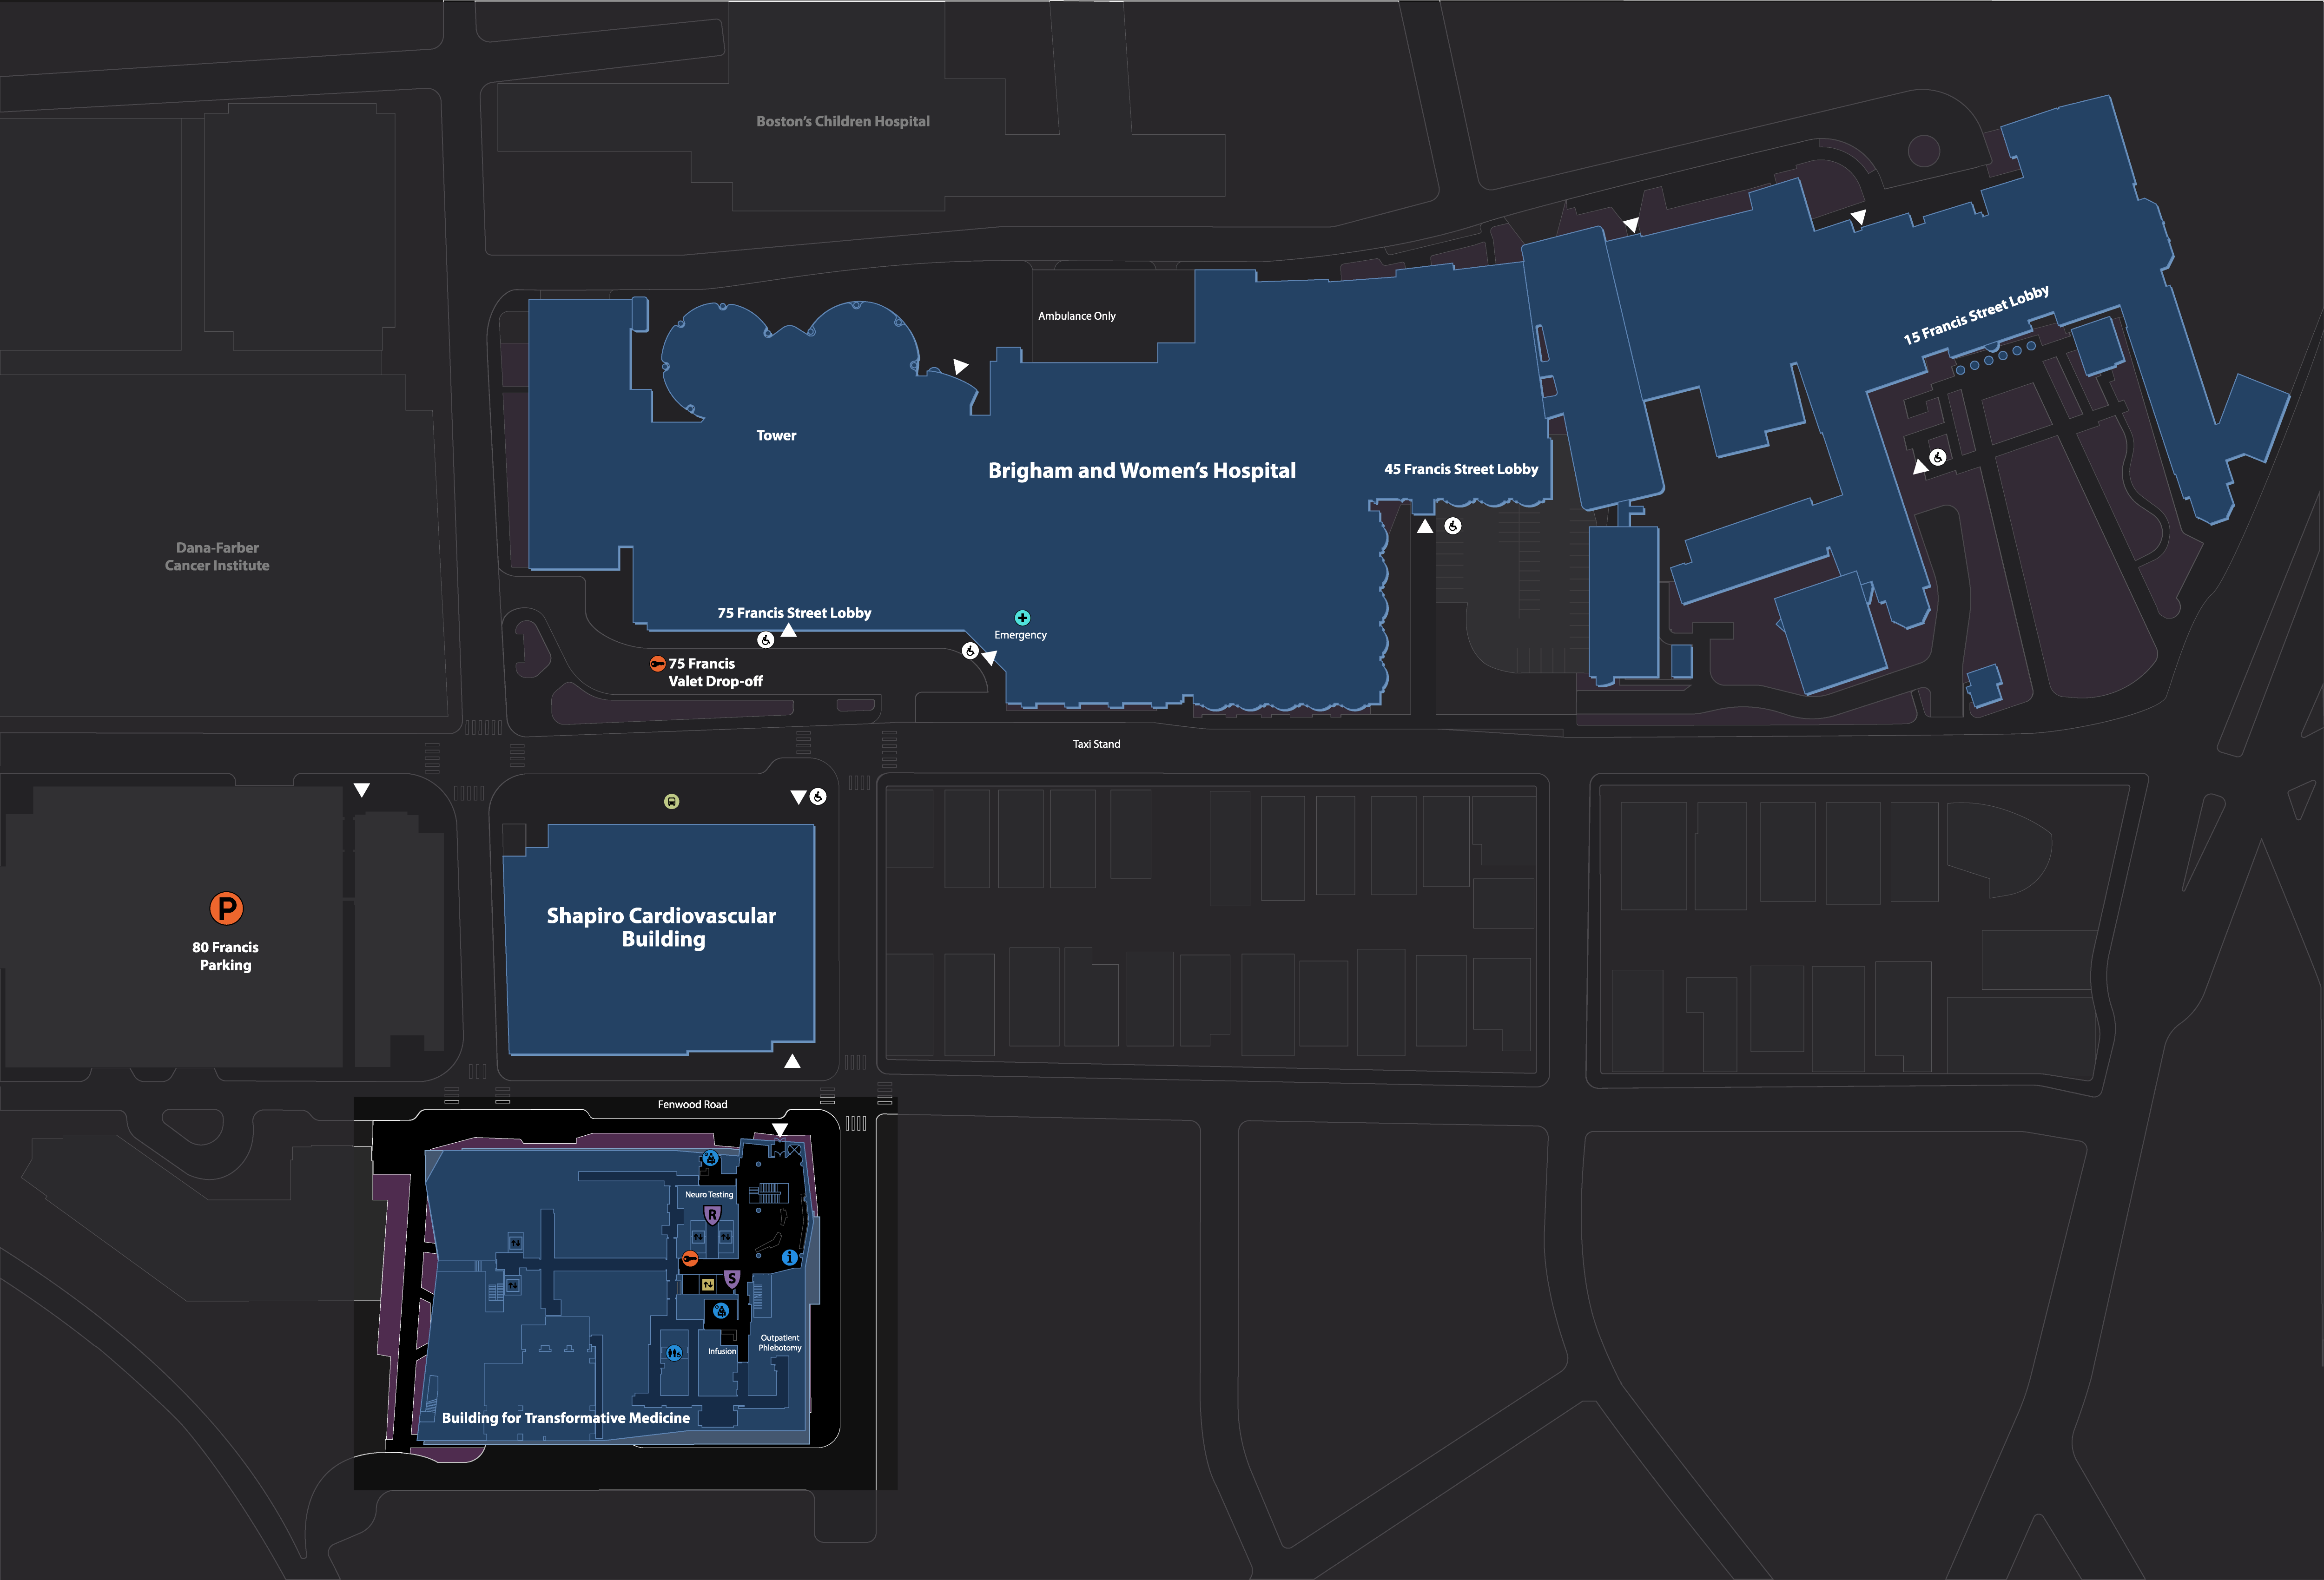 Boston's Children Hospital
Ambulance Only
15 Francis Street Lobby
Tower
Brigham and Women's Hospital
45 Francis Street Lobby
Dana-Farber
Cancer Institute
75 Francis Street Lobby
Emergency
75 Francis
Valet Drop-off
Taxi Stand
P
80 Francis
Parking
Shapiro Cardiovascular
Building
Fenwood Road
Neuro Testing
R
i
S
Infusion
Outpatient
Phlebotomy
Building for Transformative Medicine